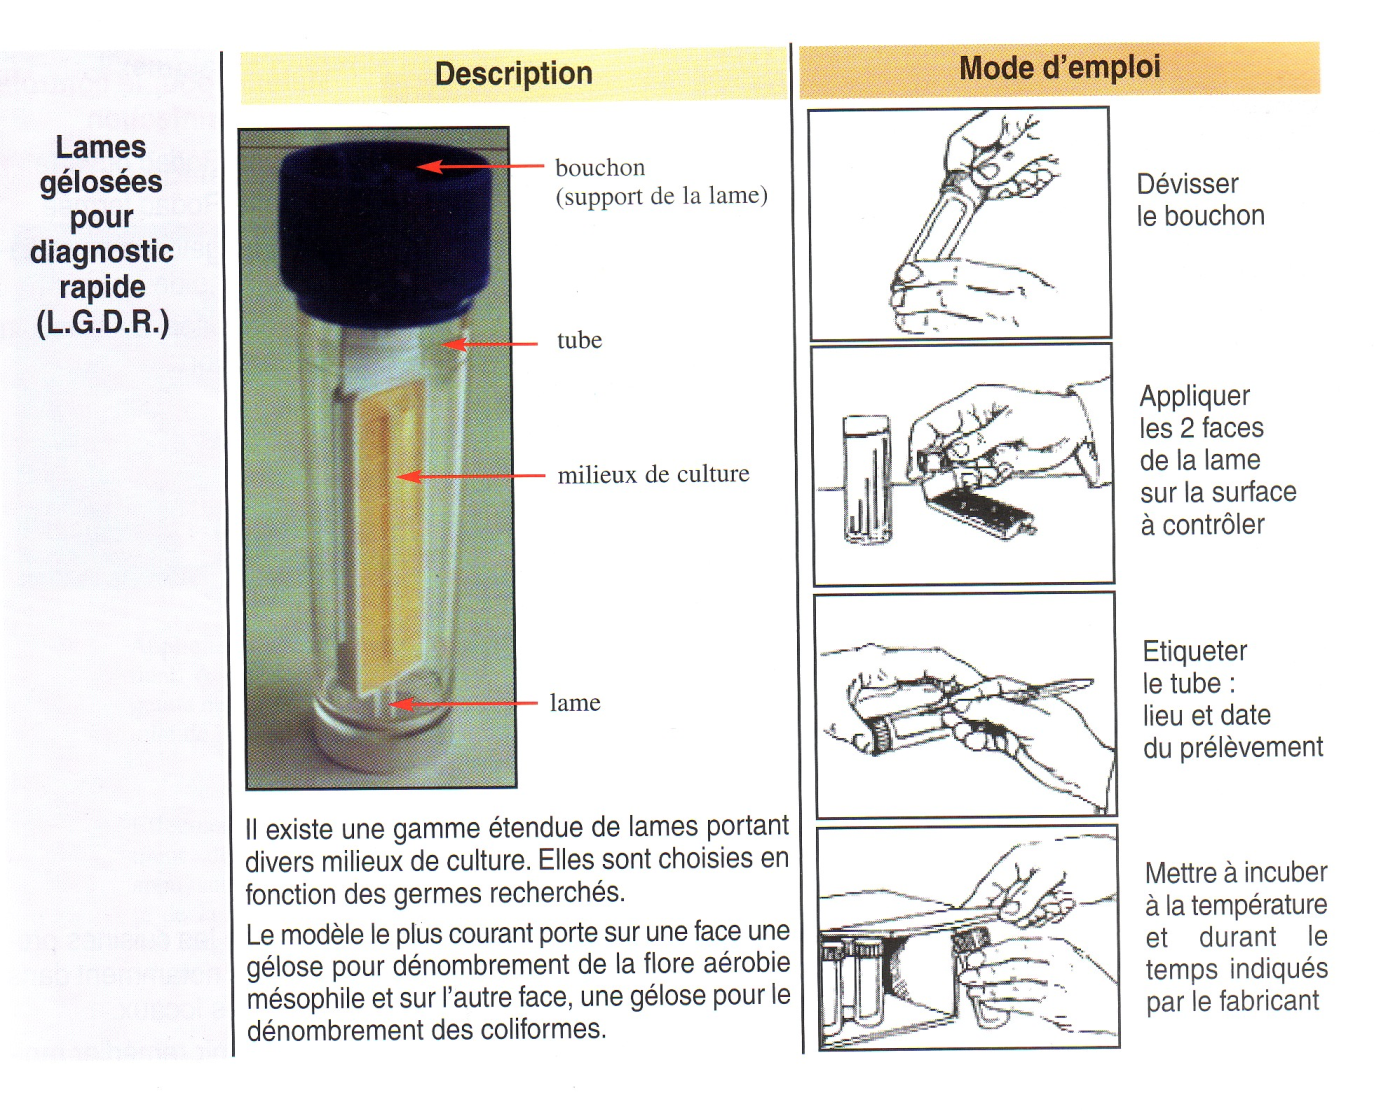 Description
Mode d'emploi
Lames
gélosées
pour
diagnostic
rapide
(L.G.D.R.)
bouchon
(support de la lame)
tube
milieux de culture
lame
Il existe une gamme étendue de lames portant
divers milieux de culture. Elles sont choisies en
fonction des germes recherchés.
Le modèle le plus courant porte sur une face une
gélose pour dénombrement de la flore aérobie
mésophile et sur l'autre face, une gélose pour le
dénombrement des coliformes.
Dévisser
le bouchon
Appliquer
les 2 faces
de la lame
sur la surface
à contrôler
Etiqueter
le tube :
lieu et date
du prélèvement
Mettre à incuber
à la température
et durant le
temps indiqués
par le fabricant